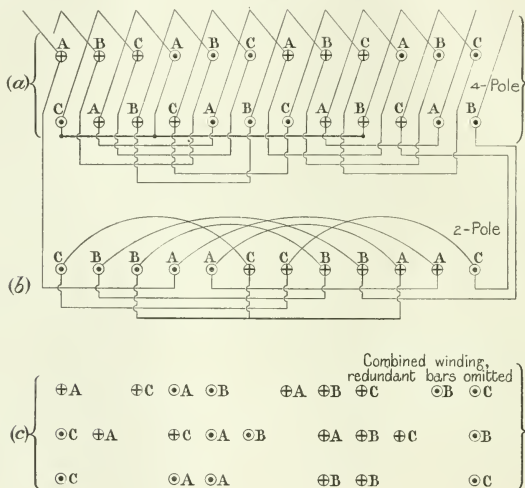 A B C A B C A B C A B C
(a) 4-Pole
C A B C A B C A B C A B
2-Pole
C B B A A C C B B A A C
(b)
Combined winding,
redundant bars omitted
⊕A ⊕C ⊙A ⊙B ⊕A ⊕B ⊕C ⊙B ⊙C
(c) ⊙C ⊕A ⊕C ⊙A ⊙B ⊕A ⊕B ⊕C ⊙B
⊙C ⊙A ⊙A ⊕B ⊕B ⊙C